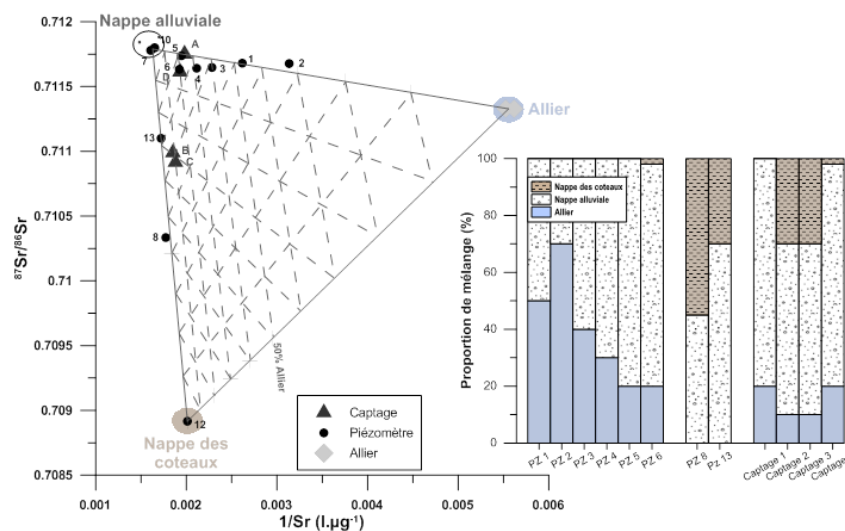 0.712
0.7115
0.711
0.7105
0.71
0.7095
0.709
0.7085
⁸⁷Sr/⁸⁶Sr
0.001
0.002
0.003
0.004
0.005
0.006
1/Sr (l.µg⁻¹)
Nappe alluviale
10
7
5
A
6
D
4
3
1
2
13
B
C
8
12
Allier
50% Allier
Nappe des
coteaux
Captage
Piézomètre
Allier
Proportion de mélange (%)
100
80
60
40
20
0
Nappe des coteaux
Nappe alluviale
Allier
PZ 1
PZ 2
PZ 3
PZ 4
PZ 5
PZ 6
PZ 8
Pz 13
Captage 1
Captage 2
Captage 3
Captage